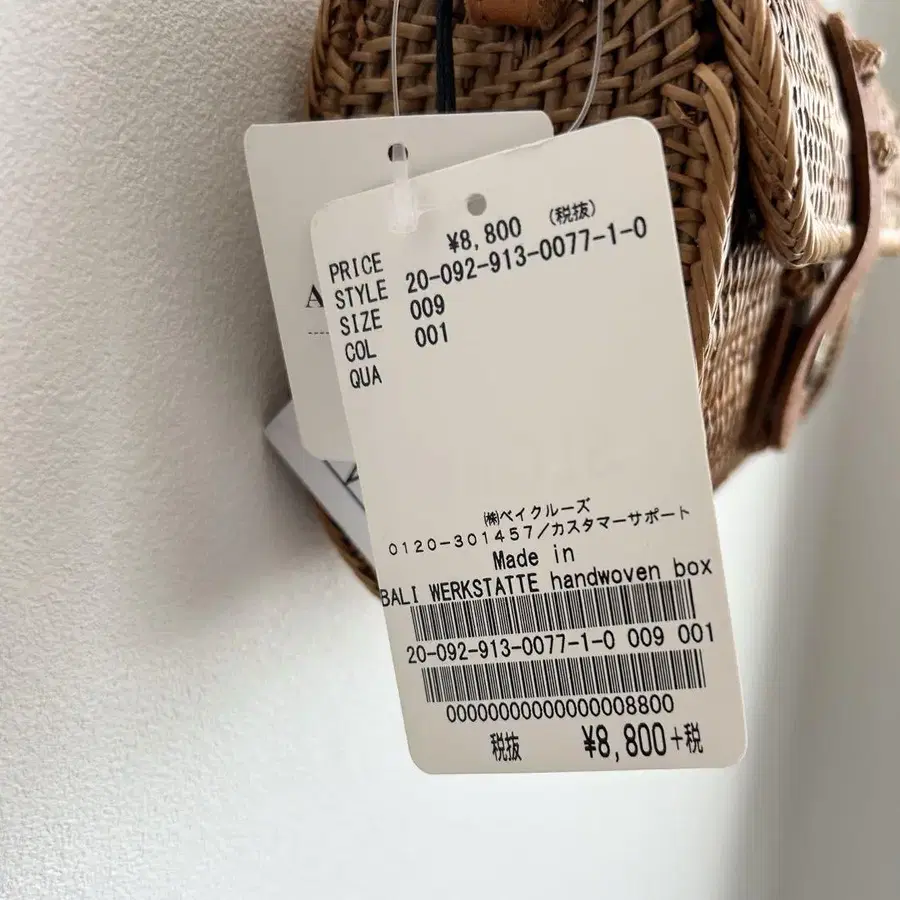 PRICE ¥8,800 (税抜)
STYLE 20-092-913-0077-1-0
SIZE 009
COL 001
QUA
㈱ベイクルーズ
0120-301457/カスタマーサポート
Made in
BALI WERKSTATTE handwoven box
20-092-913-0077-1-0 009 001
00000000000000008800
税抜 ¥8,800+税
A